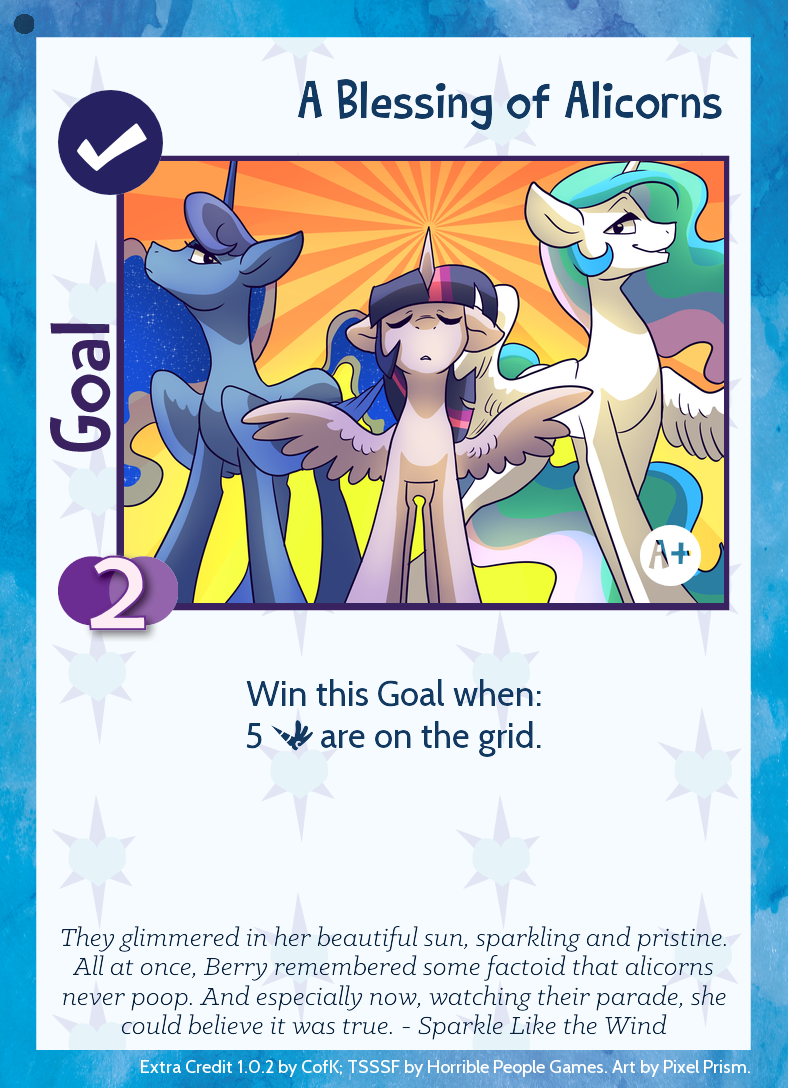 A Blessing of Alicorns
Goal
A+
2
Win this Goal when:
5 are on the grid.
They glimmered in her beautiful sun, sparkling and pristine.
All at once, Berry remembered some factoid that alicorns
never poop. And especially now, watching their parade, she
could believe it was true. - Sparkle Like the Wind
Extra Credit 1.0.2 by CofK; TSSSF by Horrible People Games. Art by Pixel Prism.